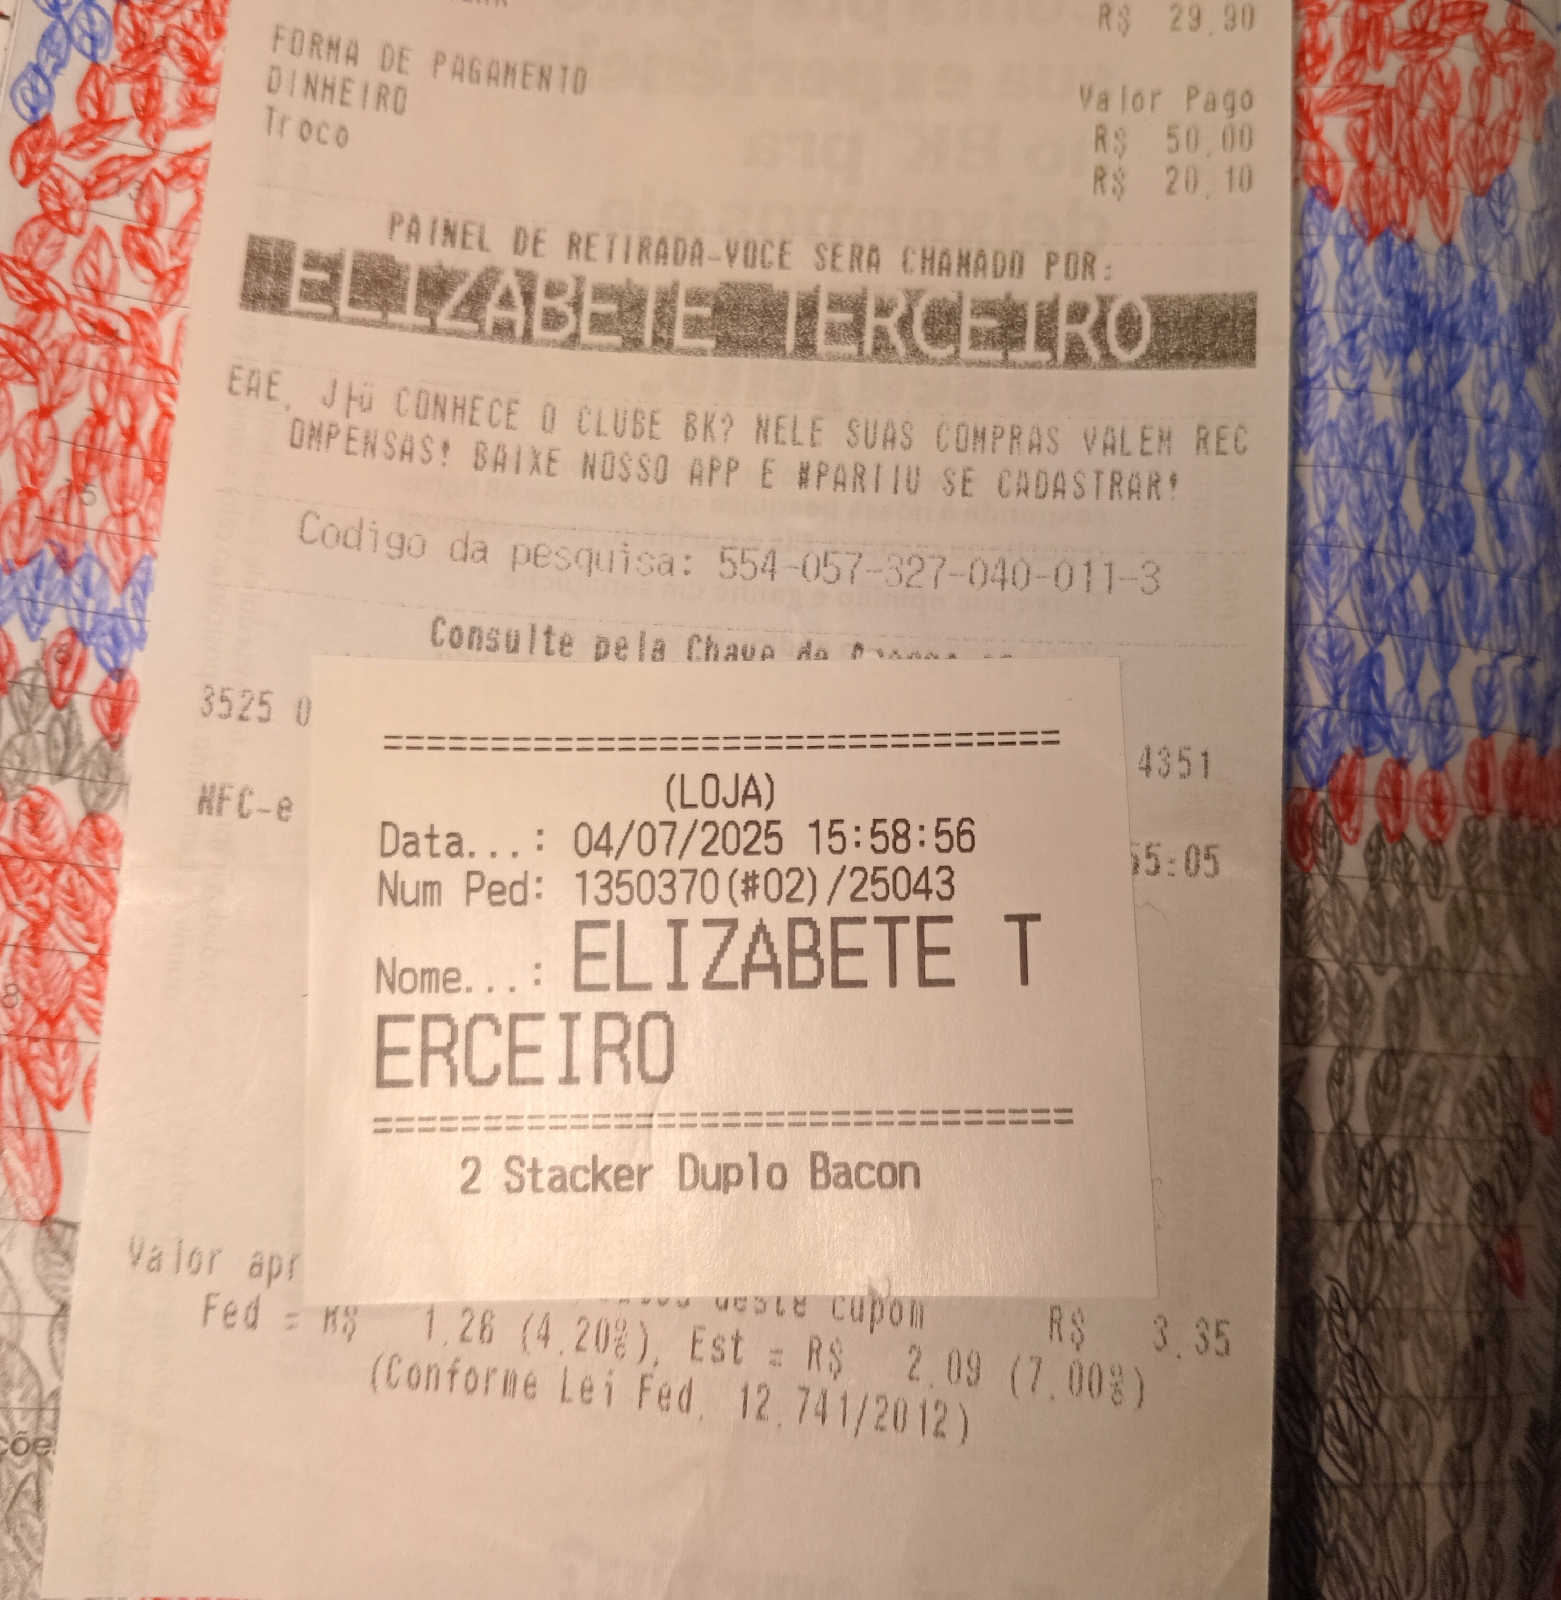 R$ 29.90
FORMA DE PAGAMENTO Valor Pago
DINHEIRO R$ 50.00
Troco R$ 20.10
PAINEL DE RETIRADA-VOCE SERA CHAMADO POR:
ELIZABETE TERCEIRO
EAE, J├ü CONHECE O CLUBE BK? NELE SUAS COMPRAS VALEM REC
OMPENSAS! BAIXE NOSSO APP E #PARTIU SE CADASTRAR!
Codigo da pesquisa: 554-057-327-040-011-3
Consulte pela Chave de
3525 0 4351
NFC-e 55:05
================================
(LOJA)
Data...: 04/07/2025 15:58:56
Num Ped: 1350370(#02)/25043
Nome...: ELIZABETE T
ERCEIRO
================================
2 Stacker Duplo Bacon
Valor apr deste cupom R$ 3.35
Fed = R$ 1.26 (4.20%), Est = R$ 2.09 (7.00%)
(Conforme Lei Fed. 12.741/2012)